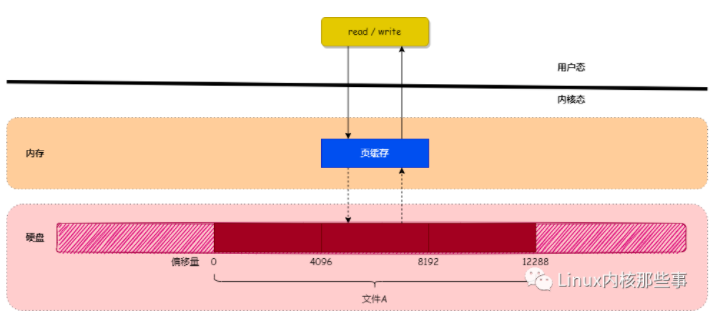 read / write
用户态
内核态
内存
页缓存
硬盘
偏移量 0 4096 8192 12288
文件A
Linux内核那些事